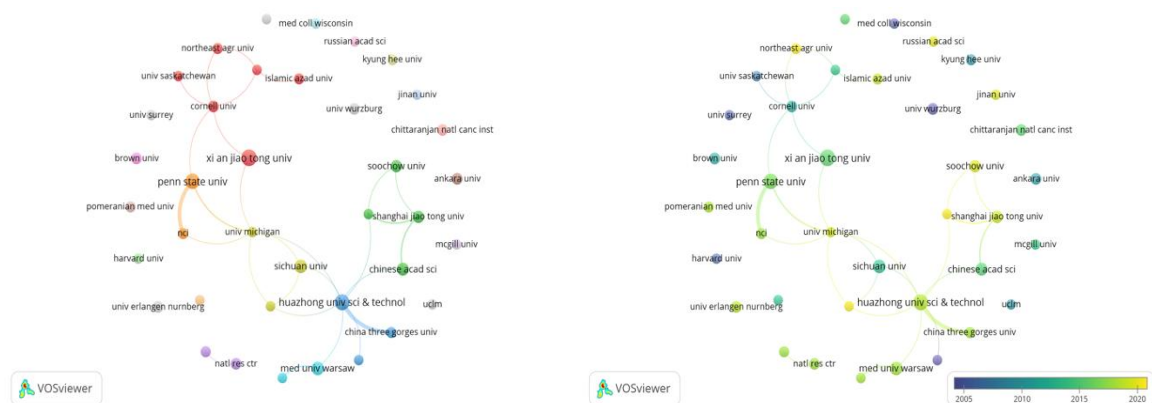 med coll wisconsin
russian acad sci
northeast agr univ
kyung hee univ
univ saskatchewan
islamic azad univ
jinan univ
cornell univ
univ wurzburg
univ surrey
chittaranjan natl canc inst
brown univ
xi an jiao tong univ
soochow univ
penn state univ
ankara univ
pomeranian med univ
shanghai jiao tong univ
nci
univ michigan
mcgill univ
harvard univ
sichuan univ
chinese acad sci
univ erlangen nurnberg
huazhong univ sci & technol
uclm
china three gorges univ
natl res ctr
med univ warsaw
VOSviewer
med coll wisconsin
russian acad sci
northeast agr univ
kyung hee univ
univ saskatchewan
islamic azad univ
jinan univ
cornell univ
univ wurzburg
univ surrey
chittaranjan natl canc inst
brown univ
xi an jiao tong univ
soochow univ
penn state univ
ankara univ
pomeranian med univ
shanghai jiao tong univ
nci
univ michigan
mcgill univ
harvard univ
sichuan univ
chinese acad sci
univ erlangen nurnberg
huazhong univ sci & technol
uclm
china three gorges univ
natl res ctr
med univ warsaw
VOSviewer
2005 2010 2015 2020